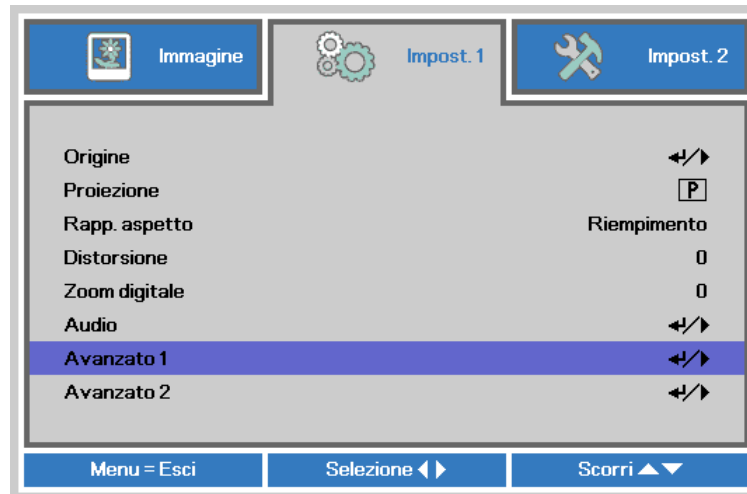 Immagine Impost. 1 Impost. 2
Origine
Proiezione P
Rapp. aspetto Riempimento
Distorsione 0
Zoom digitale 0
Audio
Avanzato 1
Avanzato 2
Menu = Esci Selezione Scorri